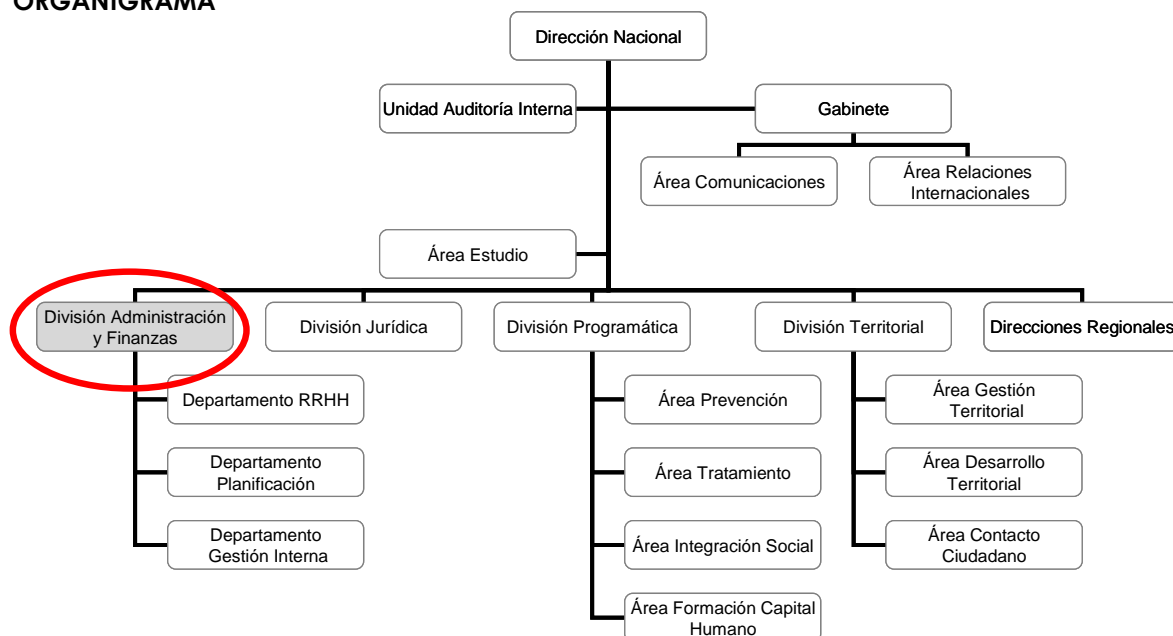 ORGANIGRAMA
Dirección Nacional
Unidad Auditoría Interna
Gabinete
Área Comunicaciones
Área Relaciones
Internacionales
Área Estudio
División Administración
y Finanzas
División Jurídica
División Programática
División Territorial
Direcciones Regionales
Departamento RRHH
Departamento
Planificación
Departamento
Gestión Interna
Área Prevención
Área Tratamiento
Área Integración Social
Área Formación Capital
Humano
Área Gestión
Territorial
Área Desarrollo
Territorial
Área Contacto
Ciudadano